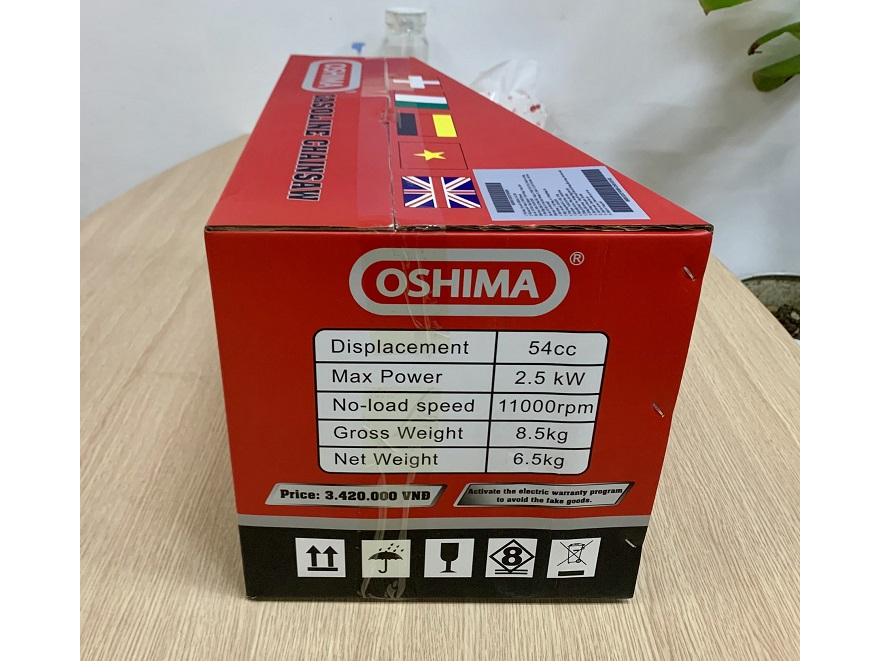 OSHIMA
GASOLINE CHAINSAW
OSHIMA ®
Displacement 54cc
Max Power 2.5 kW
No-load speed 11000rpm
Gross Weight 8.5kg
Net Weight 6.5kg
Price: 3.420.000 VNĐ
Activate the electric warranty program
to avoid the fake goods.
8